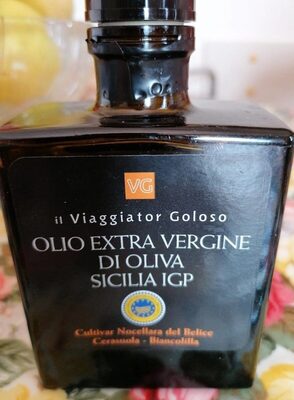 VG
il Viaggiator Goloso
OLIO EXTRA VERGINE
DI OLIVA
SICILIA IGP
Cultivar Nocellara del Belice
Cerasuola - Biancolilla